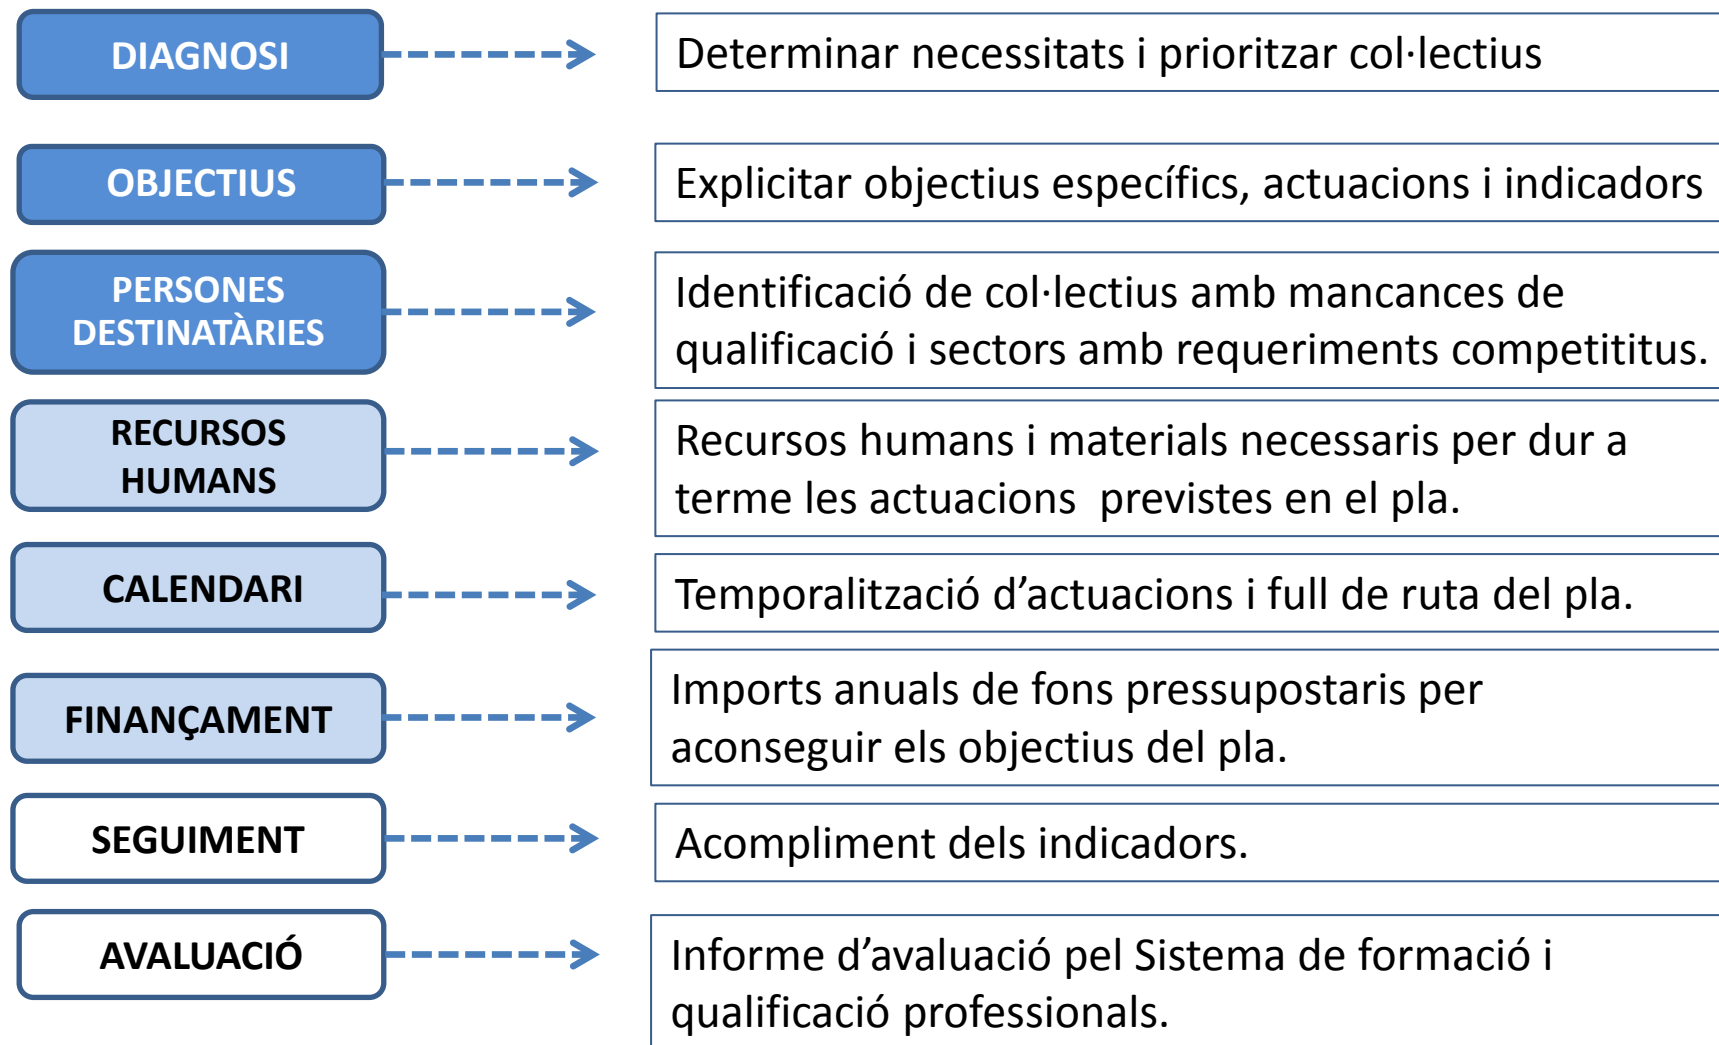 DIAGNOSI
Determinar necessitats i prioritzar col·lectius
OBJECTIUS
Explicitar objectius específics, actuacions i indicadors
PERSONES
DESTINATÀRIES
Identificació de col·lectius amb mancances de
qualificació i sectors amb requeriments competititus.
RECURSOS
HUMANS
Recursos humans i materials necessaris per dur a
terme les actuacions previstes en el pla.
CALENDARI
Temporalització d’actuacions i full de ruta del pla.
FINANÇAMENT
Imports anuals de fons pressupostaris per
aconseguir els objectius del pla.
SEGUIMENT
Acompliment dels indicadors.
AVALUACIÓ
Informe d’avaluació pel Sistema de formació i
qualificació professionals.